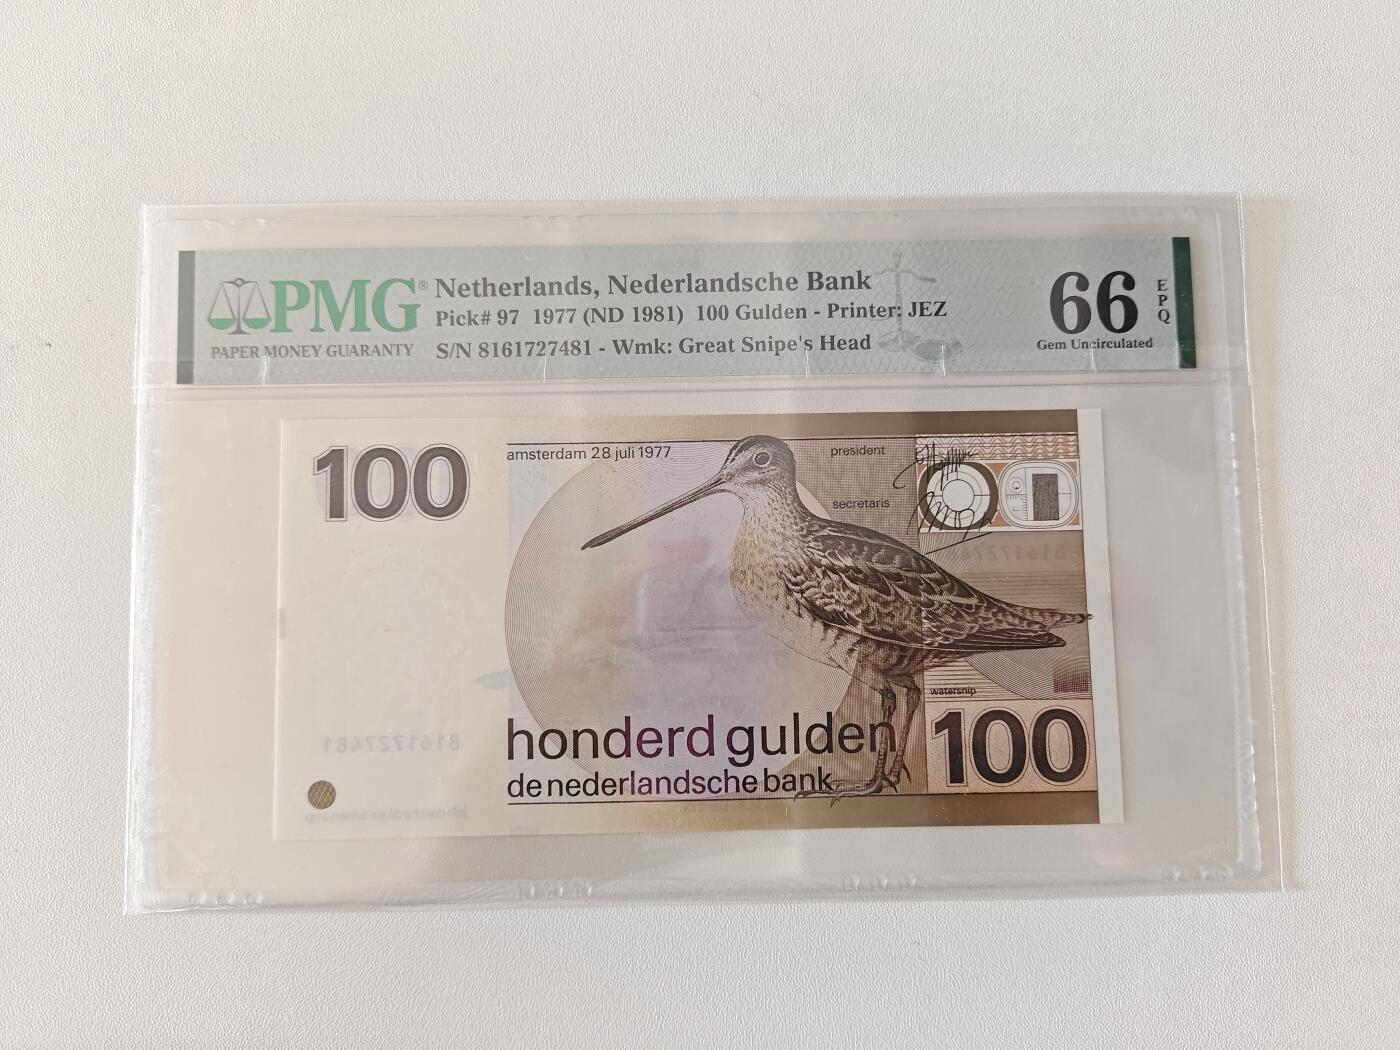 PMG®
PAPER MONEY GUARANTY
Netherlands, Nederlandsche Bank
Pick# 97 1977 (ND 1981) 100 Gulden - Printer: JEZ
S/N 8161727481 - Wmk: Great Snipe's Head
66
EPQ
Gem Uncirculated
100
amsterdam 28 juli 1977
president
secretaris
8161727481
watersnip
honderd gulden
de nederlandsche bank
100
8161727481